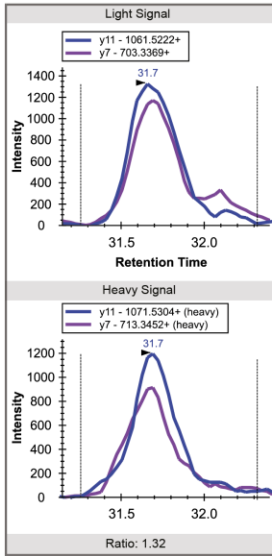 Light Signal
y11 - 1061.5222+
y7 - 703.3369+
31.7
1400
1200
1000
800
600
400
200
0
Intensity
31.5 32.0
Retention Time
Heavy Signal
y11 - 1071.5304+ (heavy)
y7 - 713.3452+ (heavy)
31.7
1200
1000
800
600
400
200
0
Intensity
31.5 32.0
Ratio: 1.32